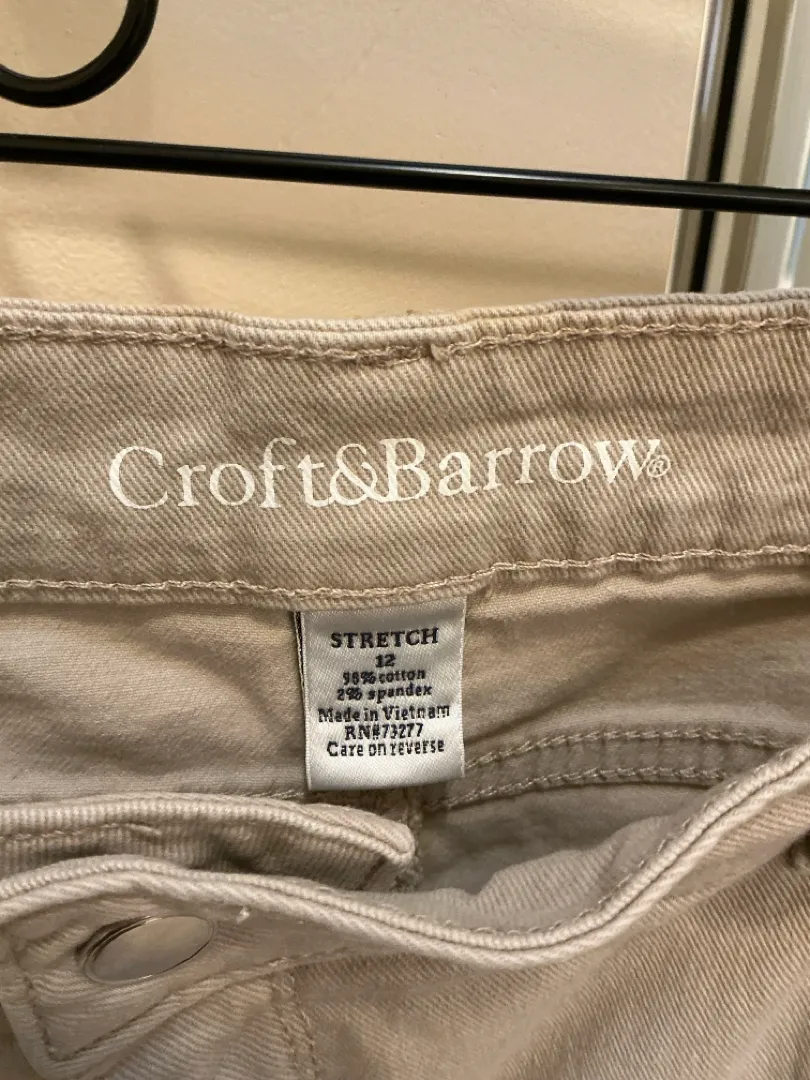 Croft&Barrow®
STRETCH
12
98% cotton
2% spandex
Made in Vietnam
RN#73277
Care on reverse